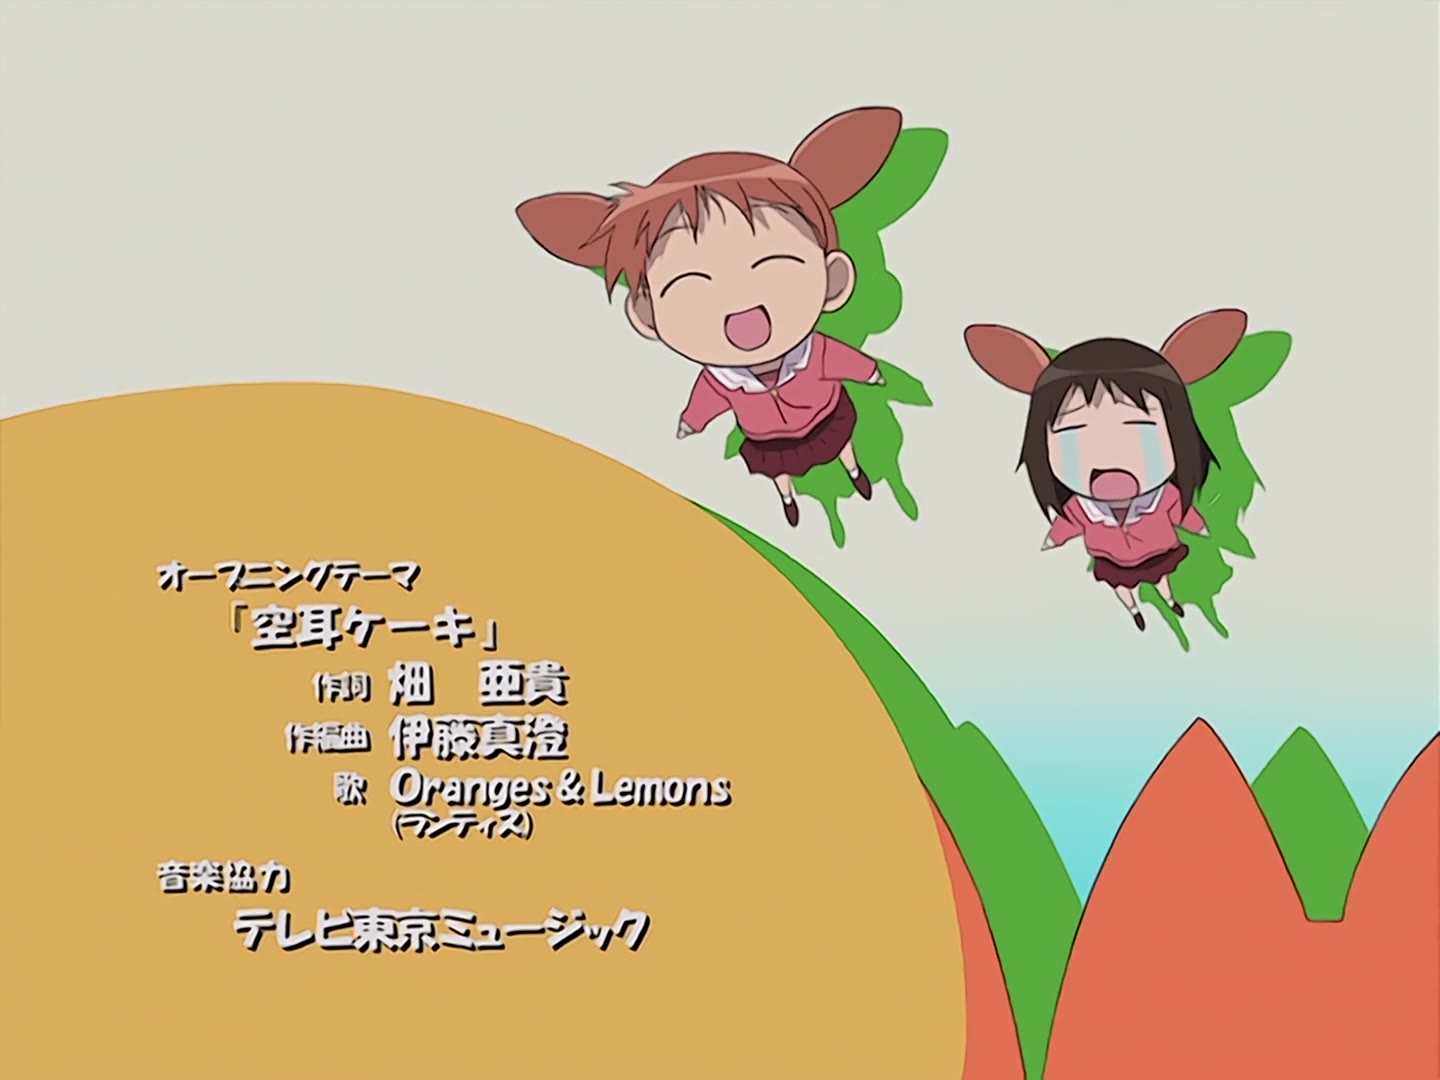 オープニングテーマ
「空耳ケーキ」
作詞 畑 亜貴
作編曲 伊藤真澄
歌 Oranges & Lemons
(ランティス)
音楽協力
テレビ東京ミュージック